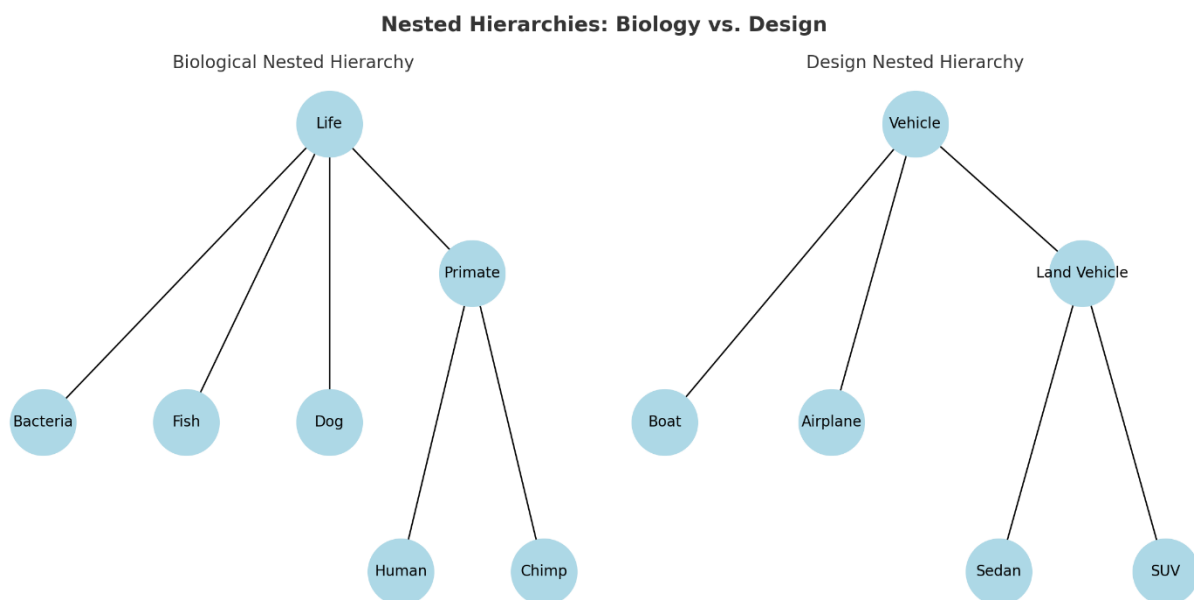 Nested Hierarchies: Biology vs. Design
Biological Nested Hierarchy
Design Nested Hierarchy
Life
Vehicle
Primate
Land Vehicle
Bacteria
Fish
Dog
Boat
Airplane
Human
Chimp
Sedan
SUV